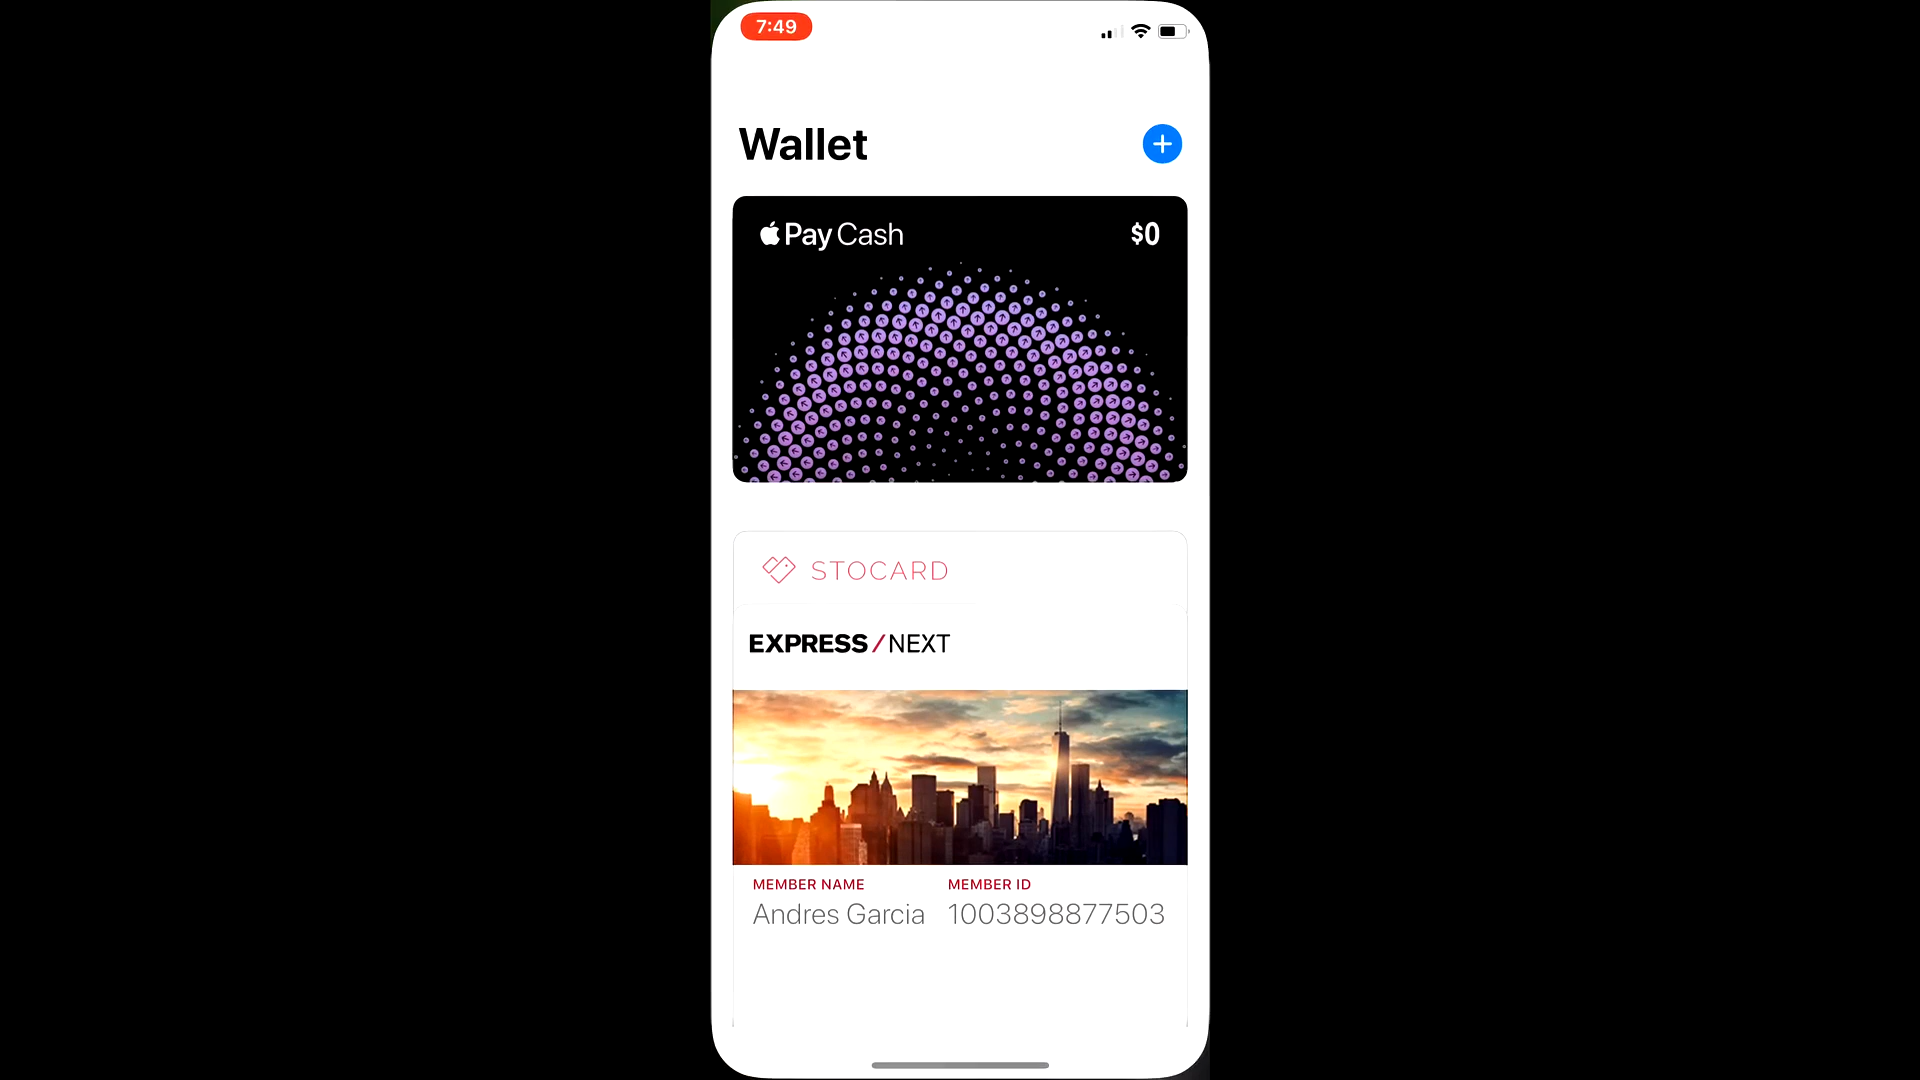 7:49
Wallet
Pay Cash $0
STOCARD
EXPRESS/NEXT
MEMBER NAME MEMBER ID
Andres Garcia 1003898877503